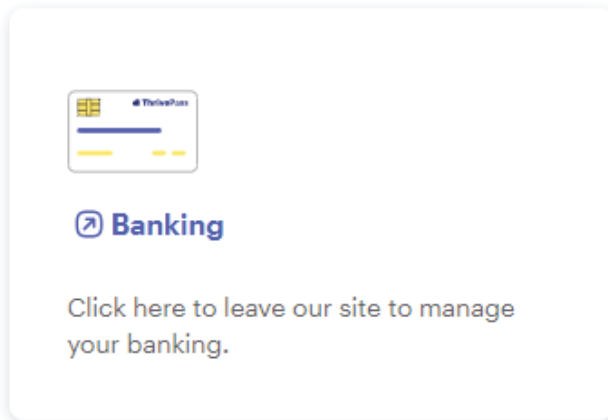 ThrivePass
Banking
Click here to leave our site to manage
your banking.